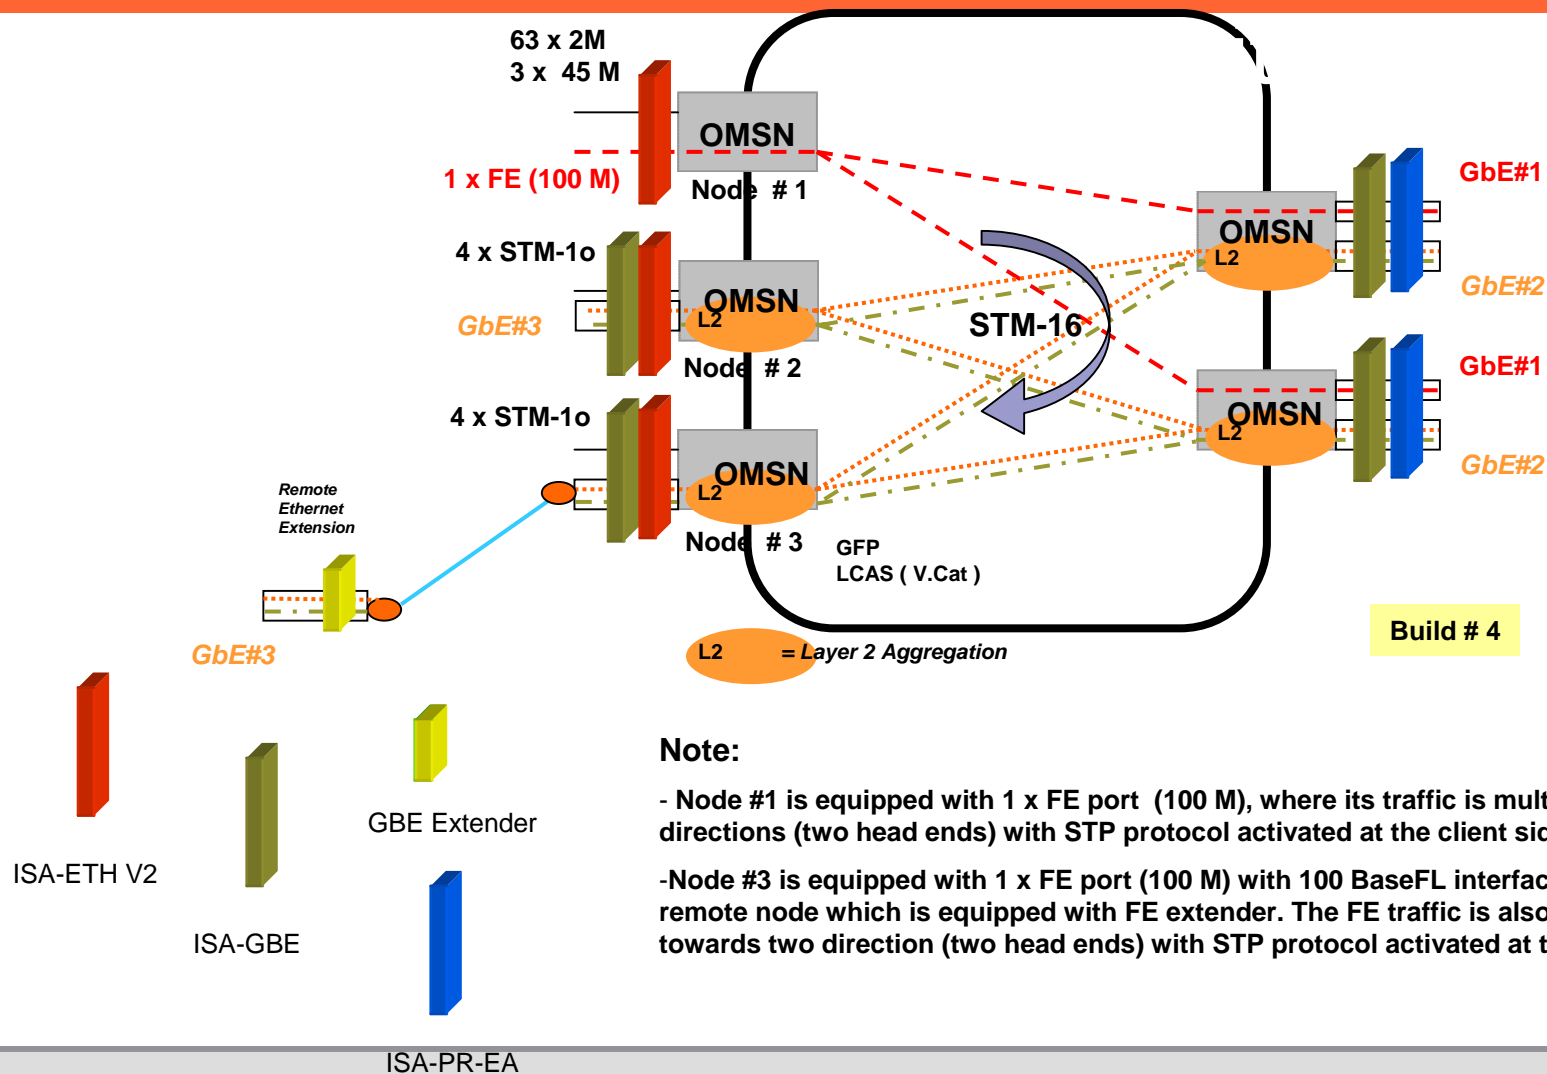 63 x 2M
3 x  45 M
OMSN
1 x FE (100 M)
Node  # 1
GbE#1
4 x STM-1o
OMSN
L2
GbE#2
GbE#3
OMSN
L2
STM-16
Node  # 2
GbE#1
4 x STM-1o
OMSN
L2
GbE#2
OMSN
L2
Remote
Ethernet
Extension
Node  # 3
GFP
LCAS ( V.Cat )
Build # 4
GbE#3
L2
= Layer 2 Aggregation
Note:
- Node #1 is equipped with 1 x FE port  (100 M), where its traffic is mult
directions (two head ends) with STP protocol activated at the client sid
-Node #3 is equipped with 1 x FE port (100 M) with 100 BaseFL interfac
remote node which is equipped with FE extender. The FE traffic is also
towards two direction (two head ends) with STP protocol activated at t
GBE Extender
ISA-ETH V2
ISA-GBE
ISA-PR-EA